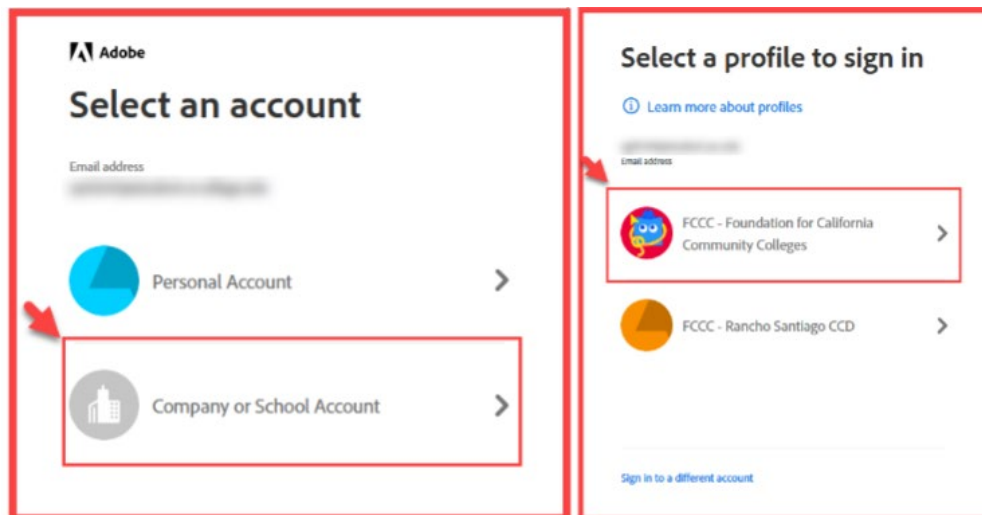 Adobe
Select an account
Email address
Personal Account
Company or School Account
Select a profile to sign in
Learn more about profiles
Email address
FCCC - Foundation for California
Community Colleges
FCCC - Rancho Santiago CCD
Sign in to a different account